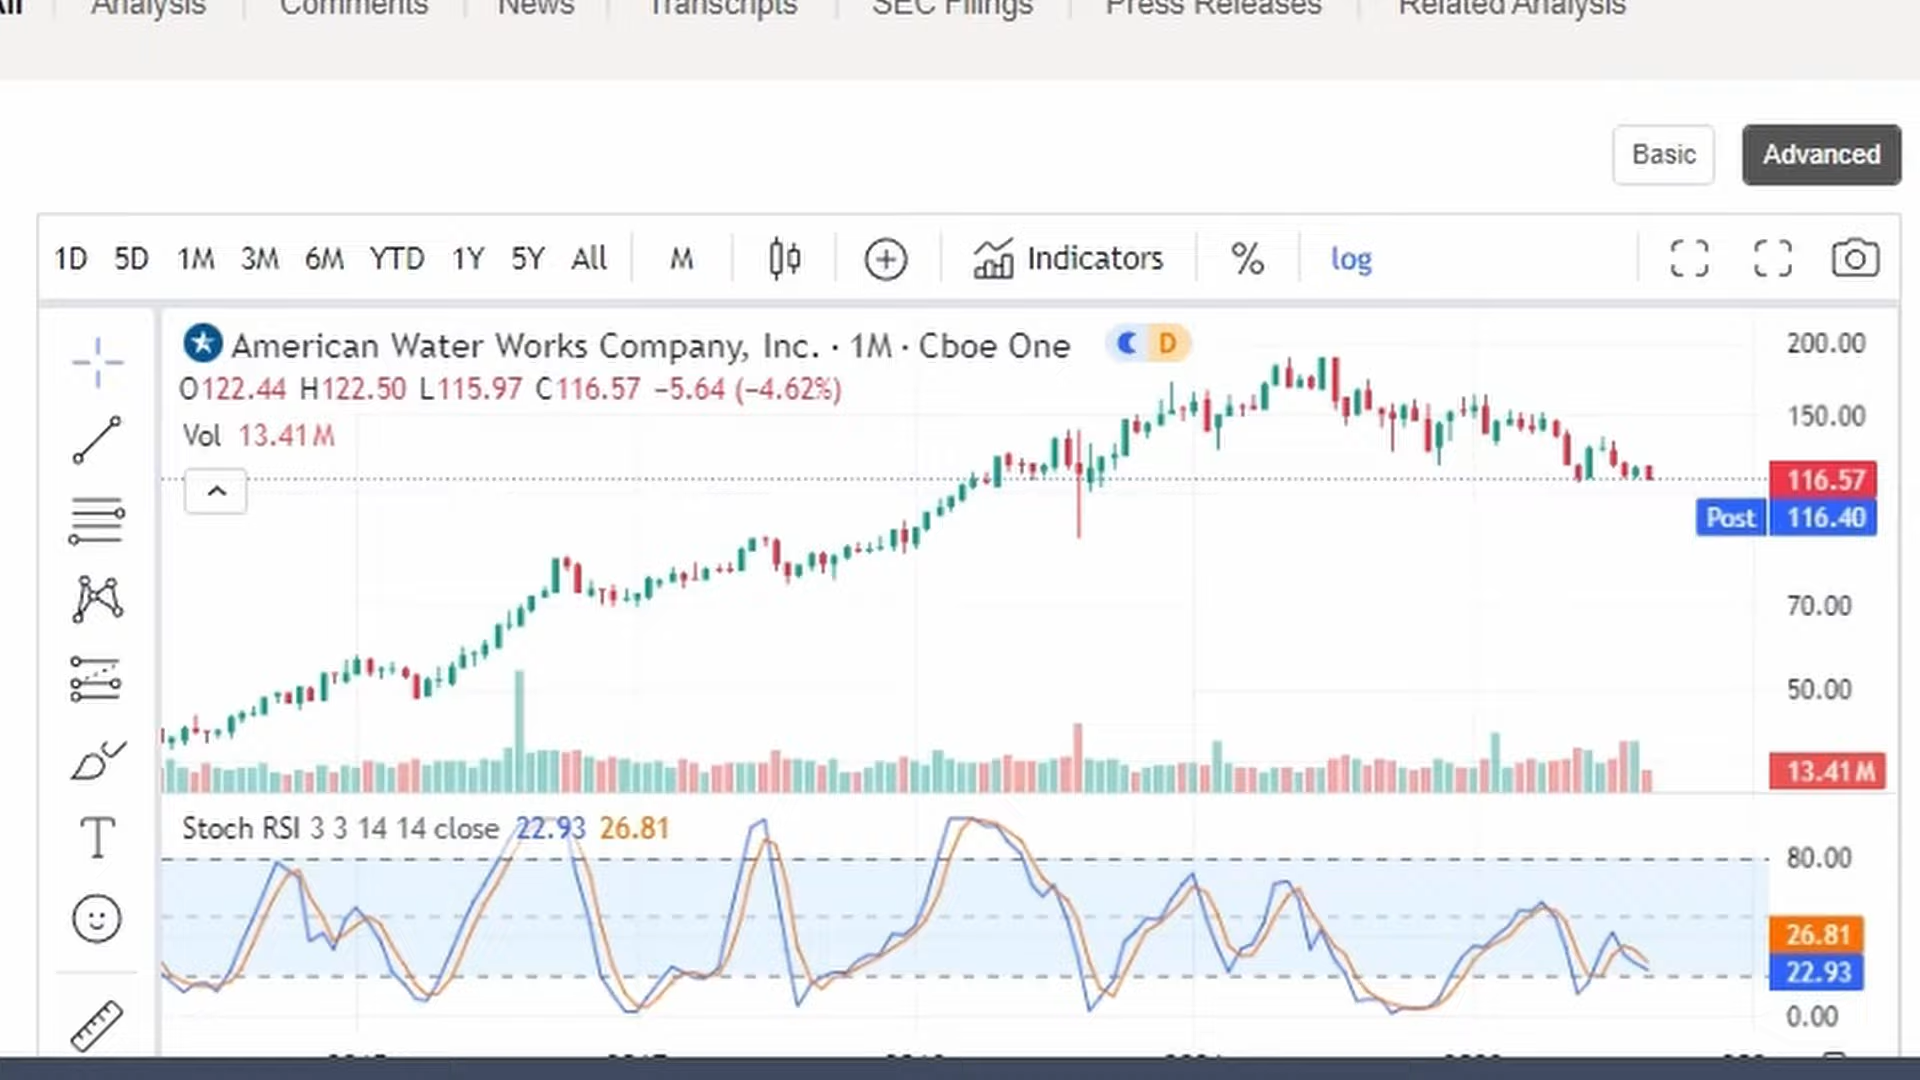 All Analysis Comments News Transcripts SEC Filings Press Releases Related Analysis
Basic Advanced
1D 5D 1M 3M 6M YTD 1Y 5Y All M Indicators % log
American Water Works Company, Inc. · 1M · Cboe One D
O122.44 H122.50 L115.97 C116.57 −5.64 (−4.62%)
Vol 13.41M
200.00
150.00
116.57
Post 116.40
70.00
50.00
13.41M
Stoch RSI 3 3 14 14 close 22.93 26.81
80.00
26.81
22.93
0.00